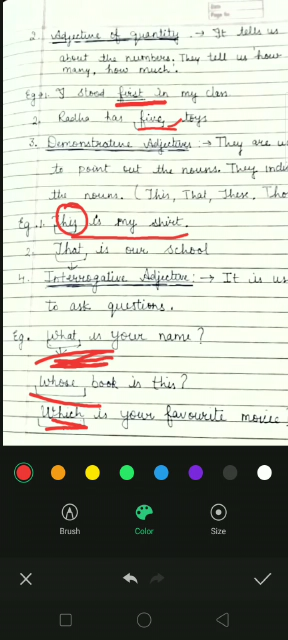 Date
Page No
2. Adjective of quantity. → It tells us
about the numbers. They tell us 'how
many, how much'.
Eg. 1. I stood first in my class.
2. Radha has five toys
3. Demonstrative Adjectives :→ They are
to point out the nouns. They
the nouns. (This, That, These,
Eg. 1. This is my shirt.
2. That is our school
4. Interrogative Adjective :→ It is
to ask questions.
Eg. What is your name?
Whose book is this?
Which is your favourite movie?
Brush
Color
Size